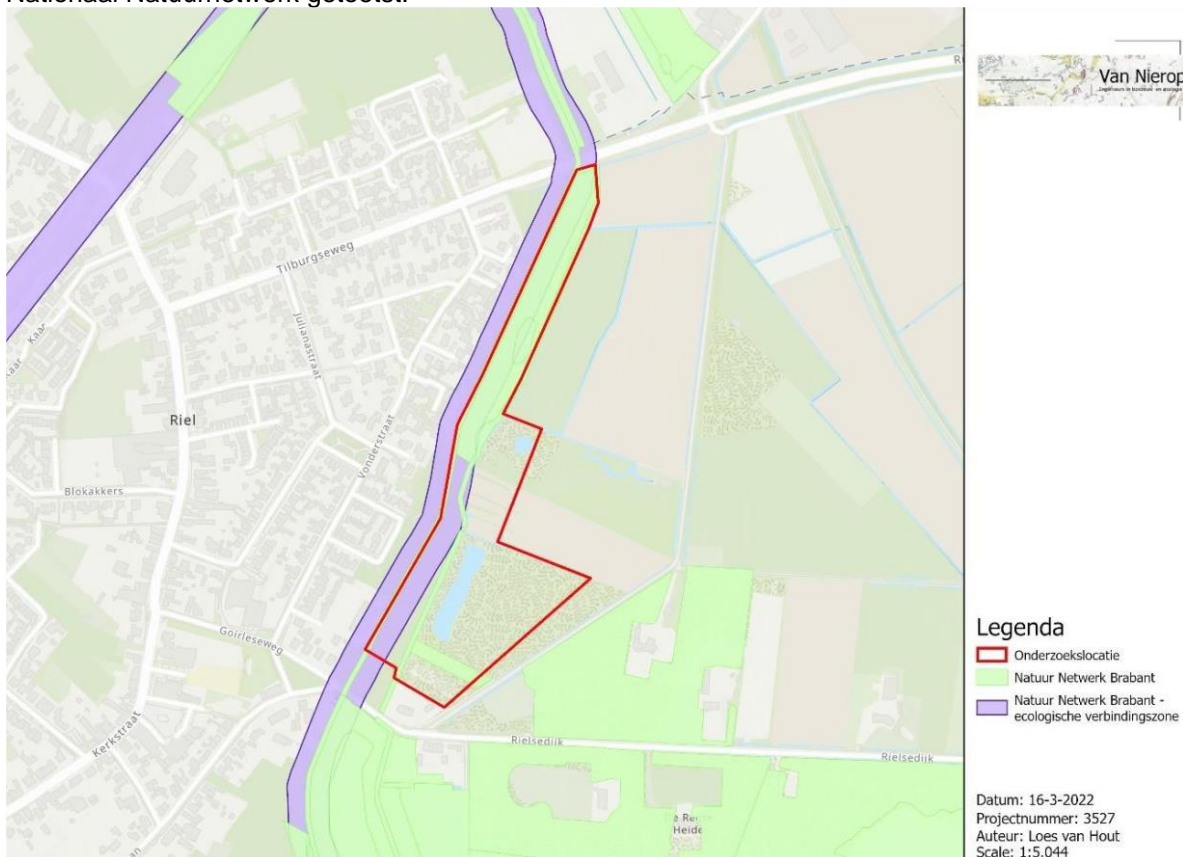 Nationaal Natuurnetwerk getoetst.
Van Nierop
Tilburgseweg
Julianastraat
Kaar
Kaar
Riel
Vonderstraat
Blokakkers
Goirleseweg
Kerkstraat
Rielsedijk
Rielsedijk
Heide
Legenda
Onderzoekslocatie
Natuur Netwerk Brabant
Natuur Netwerk Brabant -
ecologische verbindingszone
Datum: 16-3-2022
Projectnummer: 3527
Auteur: Loes van Hout
Scale: 1:5.044